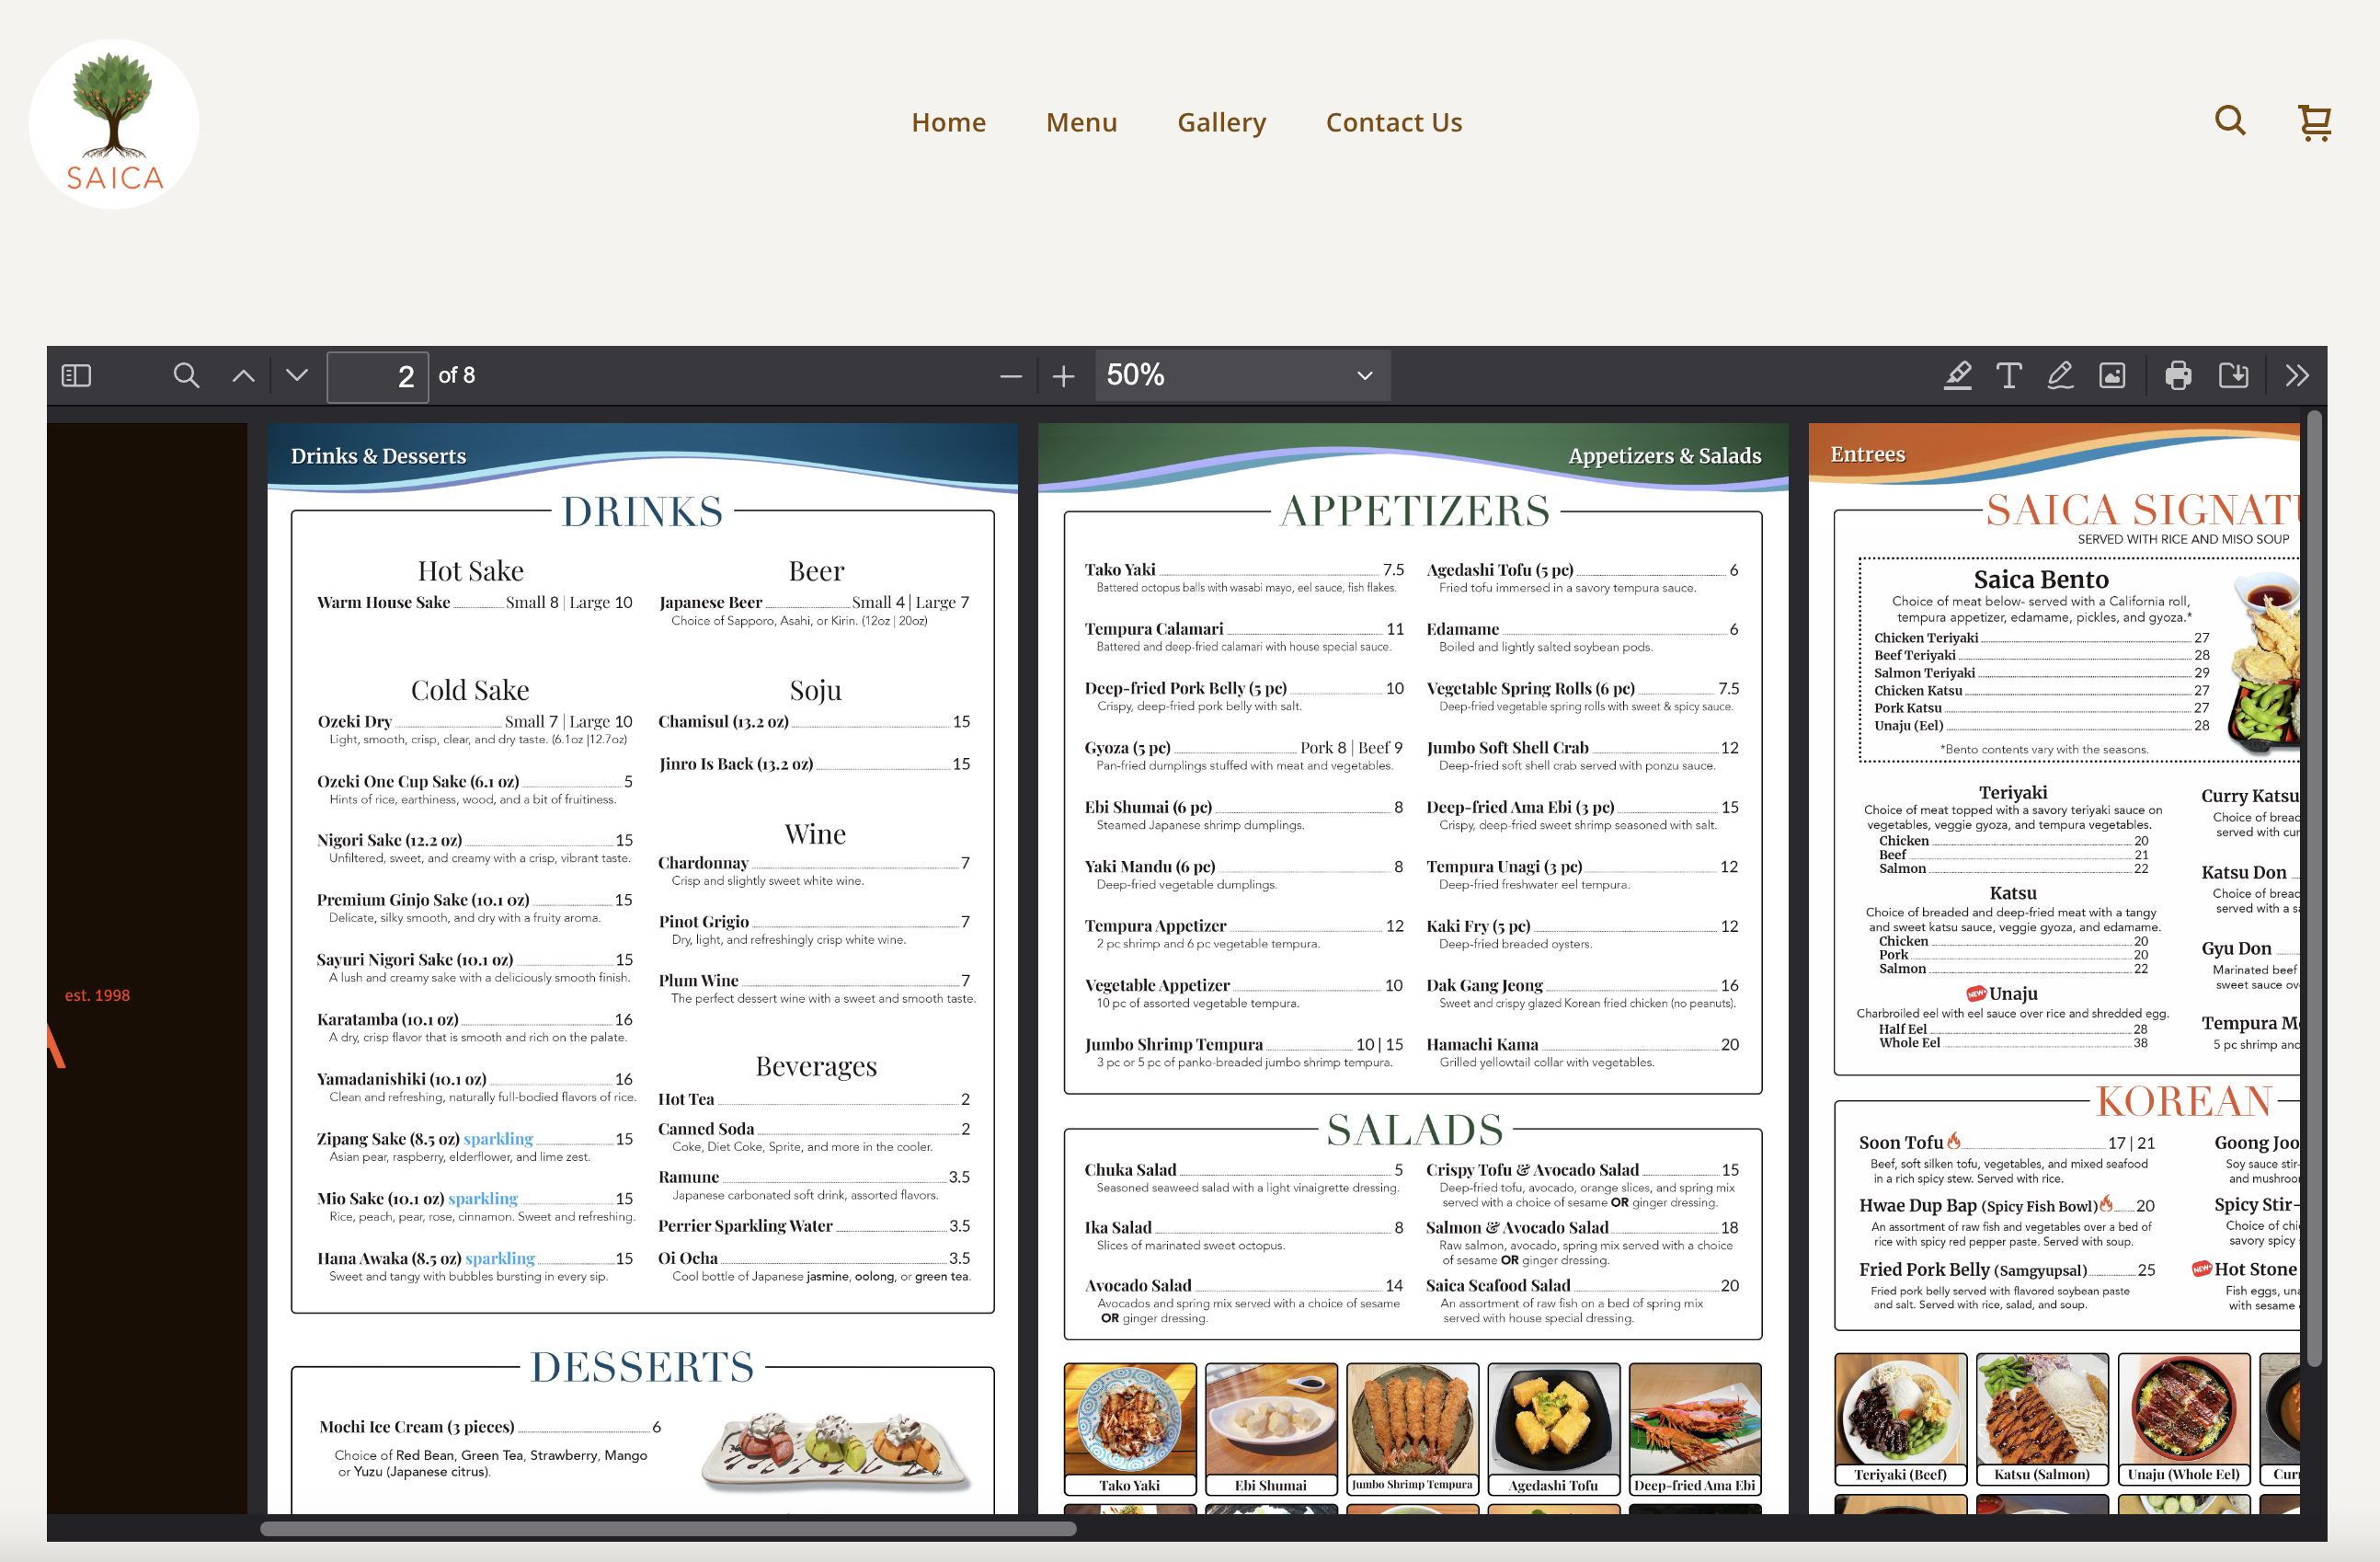 SAICA
Home
Menu
Gallery
Contact Us
2 of 8
50%
est. 1998
A
Drinks & Desserts
DRINKS
Hot Sake
Warm House Sake Small 8 | Large 10
Cold Sake
Ozeki Dry Small 7 | Large 10
Light, smooth, crisp, clear, and dry taste. (6.1oz |12.7oz)
Ozeki One Cup Sake (6.1 oz) 5
Hints of rice, earthiness, wood, and a bit of fruitiness.
Nigori Sake (12.2 oz) 15
Unfiltered, sweet, and creamy with a crisp, vibrant taste.
Premium Ginjo Sake (10.1 oz) 15
Delicate, silky smooth, and dry with a fruity aroma.
Sayuri Nigori Sake (10.1 oz) 15
A lush and creamy sake with a deliciously smooth finish.
Karatamba (10.1 oz) 16
A dry, crisp flavor that is smooth and rich on the palate.
Yamadanishiki (10.1 oz) 16
Clean and refreshing, naturally full-bodied flavors of rice.
Zipang Sake (8.5 oz) sparkling 15
Asian pear, raspberry, elderflower, and lime zest.
Mio Sake (10.1 oz) sparkling 15
Rice, peach, pear, rose, cinnamon. Sweet and refreshing.
Hana Awaka (8.5 oz) sparkling 15
Sweet and tangy with bubbles bursting in every sip.
Beer
Japanese Beer Small 4 | Large 7
Choice of Sapporo, Asahi, or Kirin. (12oz | 20oz)
Soju
Chamisul (13.2 oz) 15
Jinro Is Back (13.2 oz) 15
Wine
Chardonnay 7
Crisp and slightly sweet white wine.
Pinot Grigio 7
Dry, light, and refreshingly crisp white wine.
Plum Wine 7
The perfect dessert wine with a sweet and smooth taste.
Beverages
Hot Tea 2
Canned Soda 2
Coke, Diet Coke, Sprite, and more in the cooler.
Ramune 3.5
Japanese carbonated soft drink, assorted flavors.
Perrier Sparkling Water 3.5
Oi Ocha 3.5
Cool bottle of Japanese jasmine, oolong, or green tea.
DESSERTS
Mochi Ice Cream (3 pieces) 6
Choice of Red Bean, Green Tea, Strawberry, Mango
or Yuzu (Japanese citrus).
Appetizers & Salads
APPETIZERS
Tako Yaki 7.5
Battered octopus balls with wasabi mayo, eel sauce, fish flakes.
Tempura Calamari 11
Battered and deep-fried calamari with house special sauce.
Deep-fried Pork Belly (5 pc) 10
Crispy, deep-fried pork belly with salt.
Gyoza (5 pc) Pork 8 | Beef 9
Pan-fried dumplings stuffed with meat and vegetables.
Ebi Shumai (6 pc) 8
Steamed Japanese shrimp dumplings.
Yaki Mandu (6 pc) 8
Deep-fried vegetable dumplings.
Tempura Appetizer 12
2 pc shrimp and 6 pc vegetable tempura.
Vegetable Appetizer 10
10 pc of assorted vegetable tempura.
Jumbo Shrimp Tempura 10 | 15
3 pc or 5 pc of panko-breaded jumbo shrimp tempura.
Agedashi Tofu (5 pc) 6
Fried tofu immersed in a savory tempura sauce.
Edamame 6
Boiled and lightly salted soybean pods.
Vegetable Spring Rolls (6 pc) 7.5
Deep-fried vegetable spring rolls with sweet & spicy sauce.
Jumbo Soft Shell Crab 12
Deep-fried soft shell crab served with ponzu sauce.
Deep-fried Ama Ebi (3 pc) 15
Crispy, deep-fried sweet shrimp seasoned with salt.
Tempura Unagi (3 pc) 12
Deep-fried freshwater eel tempura.
Kaki Fry (5 pc) 12
Deep-fried breaded oysters.
Dak Gang Jeong 16
Sweet and crispy glazed Korean fried chicken (no peanuts).
Hamachi Kama 20
Grilled yellowtail collar with vegetables.
SALADS
Chuka Salad 5
Seasoned seaweed salad with a light vinaigrette dressing.
Ika Salad 8
Slices of marinated sweet octopus.
Avocado Salad 14
Avocados and spring mix served with a choice of sesame
OR ginger dressing.
Crispy Tofu & Avocado Salad 15
Deep-fried tofu, avocado, orange slices, and spring mix
served with a choice of sesame OR ginger dressing.
Salmon & Avocado Salad 18
Raw salmon, avocado, spring mix served with a choice
of sesame OR ginger dressing.
Saica Seafood Salad 20
An assortment of raw fish on a bed of spring mix
served with house special dressing.
Tako Yaki
Ebi Shumai
Jumbo Shrimp Tempura
Agedashi Tofu
Deep-fried Ama Ebi
Entrees
SAICA SIGNAT
SERVED WITH RICE AND MISO SOUP
Saica Bento
Choice of meat below- served with a California roll,
tempura appetizer, edamame, pickles, and gyoza.*
Chicken Teriyaki 27
Beef Teriyaki 28
Salmon Teriyaki 29
Chicken Katsu 27
Pork Katsu 27
Unaju (Eel) 28
*Bento contents vary with the seasons.
Teriyaki
Choice of meat topped with a savory teriyaki sauce on
vegetables, veggie gyoza, and tempura vegetables.
Chicken 20
Beef 21
Salmon 22
Katsu
Choice of breaded and deep-fried meat with a tangy
and sweet katsu sauce, veggie gyoza, and edamame.
Chicken 20
Pork 20
Salmon 22
NEW Unaju
Charbroiled eel with eel sauce over rice and shredded egg.
Half Eel 28
Whole Eel 38
Curry Katsu
Choice of breac
served with cur
Katsu Don
Choice of breac
served with a s
Gyu Don
Marinated beef
sweet sauce ov
Tempura M
5 pc shrimp and
KOREAN
Soon Tofu 17 | 21
Beef, soft silken tofu, vegetables, and mixed seafood
in a rich spicy stew. Served with rice.
Hwae Dup Bap (Spicy Fish Bowl) 20
An assortment of raw fish and vegetables over a bed of
rice with spicy red pepper paste. Served with soup.
Fried Pork Belly (Samgyupsal) 25
Fried pork belly served with flavored soybean paste
and salt. Served with rice, salad, and soup.
Goong Joo
Soy sauce stir-
and mushroo
Spicy Stir-
Choice of chi
savory spicy
NEW Hot Stone
Fish eggs, una
with sesame
Teriyaki (Beef)
Katsu (Salmon)
Unaju (Whole Eel)
Cur